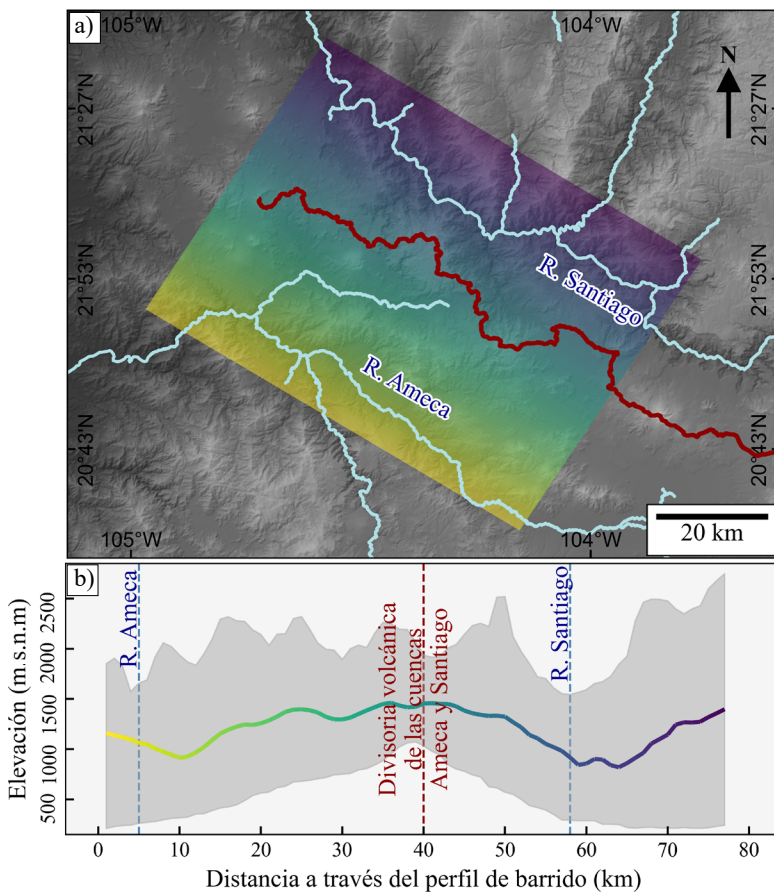 a)
105°W
104°W
N
21°27'N
21°27'N
21°53'N
21°53'N
R. Santiago
R. Ameca
20°43'N
20°43'N
105°W
104°W
20 km
b)
Elevación (m.s.n.m)
2500
2000
1500
1000
500
R. Ameca
Divisoria volcánica
de las cuencas
Ameca y Santiago
R. Santiago
0 10 20 30 40 50 60 70 80
Distancia a través del perfil de barrido (km)